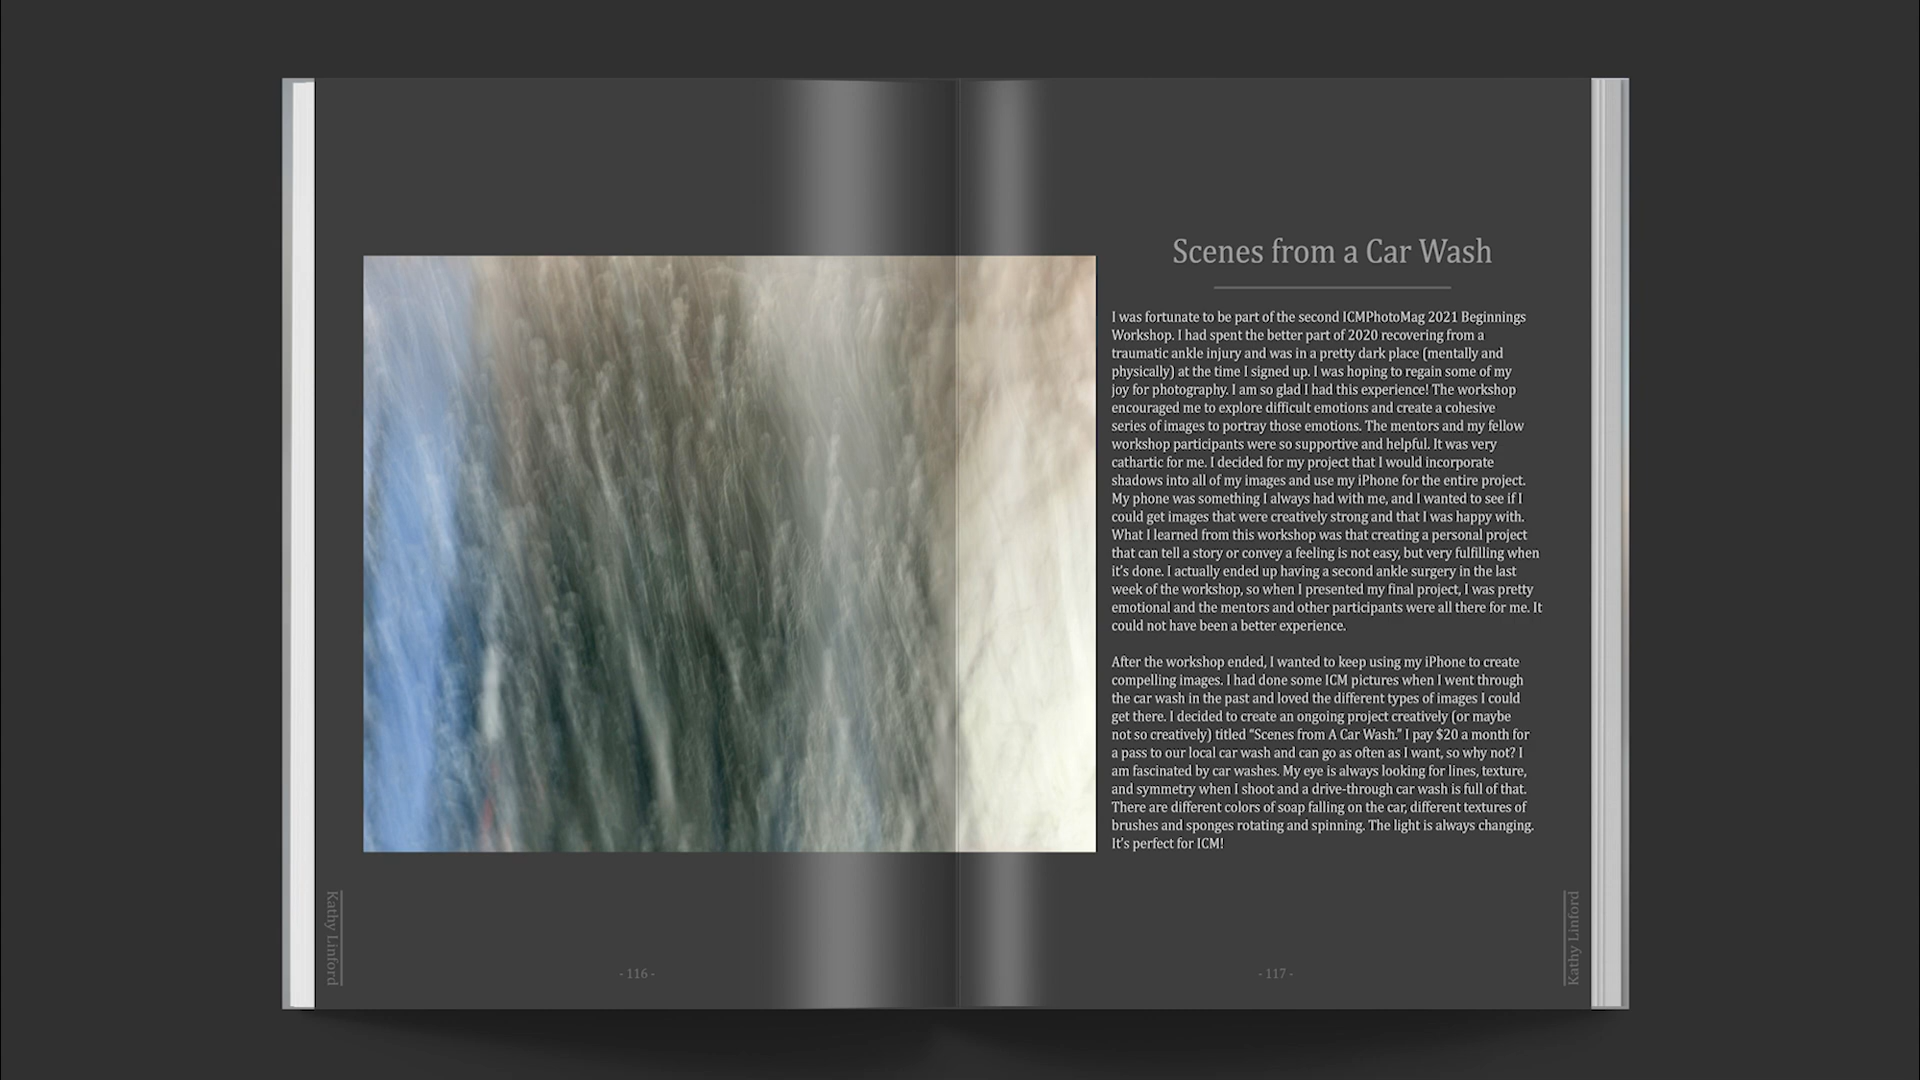 Scenes from a Car Wash
I was fortunate to be part of the second ICMPhotoMag 2021 Beginnings
Workshop. I had spent the better part of 2020 recovering from a
traumatic ankle injury and was in a pretty dark place (mentally and
physically) at the time I signed up. I was hoping to regain some of my
joy for photography. I am so glad I had this experience! The workshop
encouraged me to explore difficult emotions and create a cohesive
series of images to portray those emotions. The mentors and my fellow
workshop participants were so supportive and helpful. It was very
cathartic for me. I decided for my project that I would incorporate
shadows into all of my images and use my iPhone for the entire project.
My phone was something I always had with me, and I wanted to see if I
could get images that were creatively strong and that I was happy with.
What I learned from this workshop was that creating a personal project
that can tell a story or convey a feeling is not easy, but very fulfilling when
it's done. I actually ended up having a second ankle surgery in the last
week of the workshop, so when I presented my final project, I was pretty
emotional and the mentors and other participants were all there for me. It
could not have been a better experience.
After the workshop ended, I wanted to keep using my iPhone to create
compelling images. I had done some ICM pictures when I went through
the car wash in the past and loved the different types of images I could
get there. I decided to create an ongoing project creatively (or maybe
not so creatively) titled “Scenes from A Car Wash.” I pay $20 a month for
a pass to our local car wash and can go as often as I want, so why not? I
am fascinated by car washes. My eye is always looking for lines, texture,
and symmetry when I shoot and a drive-through car wash is full of that.
There are different colors of soap falling on the car, different textures of
brushes and sponges rotating and spinning. The light is always changing.
It's perfect for ICM!
Kathy Linford
Kathy Linford
- 116 -
- 117 -